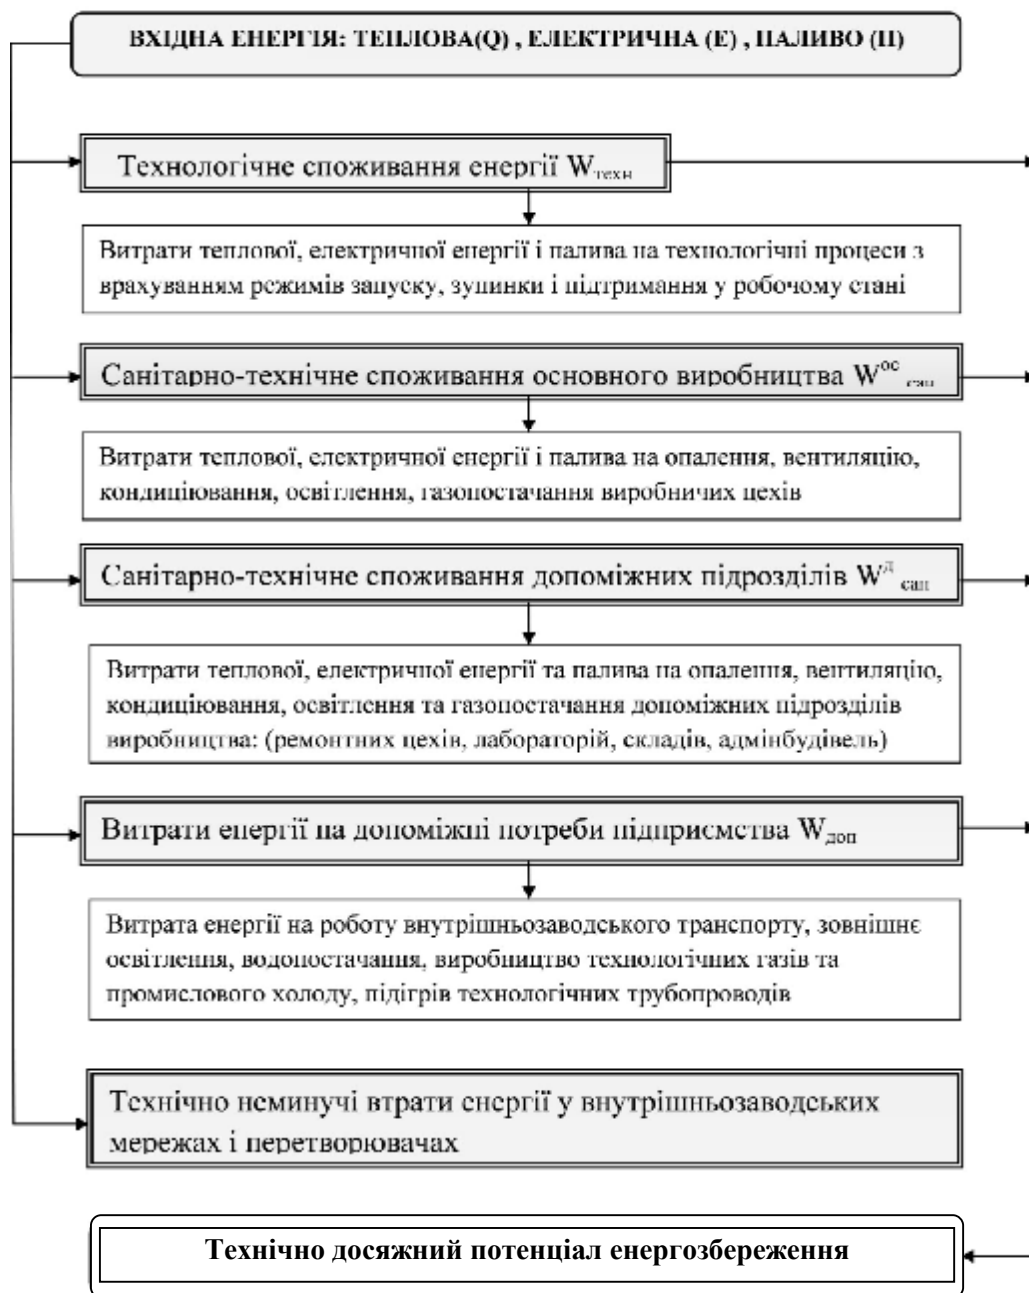 ВХІДНА ЕНЕРГІЯ: ТЕПЛОВА(Q) , ЕЛЕКТРИЧНА (Е) , ПАЛИВО (П)
Технологічне споживання енергії Wтехн
Витрати теплової, електричної енергії і палива на технологічні процеси з
врахуванням режимів запуску, зупинки і підтримання у робочому стані
Санітарно-технічне споживання основного виробництва Wос сан
Витрати теплової, електричної енергії і палива на опалення, вентиляцію,
кондиціювання, освітлення, газопостачання виробничих цехів
Санітарно-технічне споживання допоміжних підрозділів Wд сан
Витрати теплової, електричної енергії та палива на опалення, вентиляцію,
кондиціювання, освітлення та газопостачання допоміжних підрозділів
виробництва: (ремонтних цехів, лабораторій, складів, адмінбудівель)
Витрати енергії на допоміжні потреби підприємства Wдоп
Витрата енергії на роботу внутрішньозаводського транспорту, зовнішнє
освітлення, водопостачання, виробництво технологічних газів та
промислового холоду, підігрів технологічних трубопроводів
Технічно неминучі втрати енергії у внутрішньозаводських
мережах і перетворювачах
Технічно досяжний потенціал енергозбереження